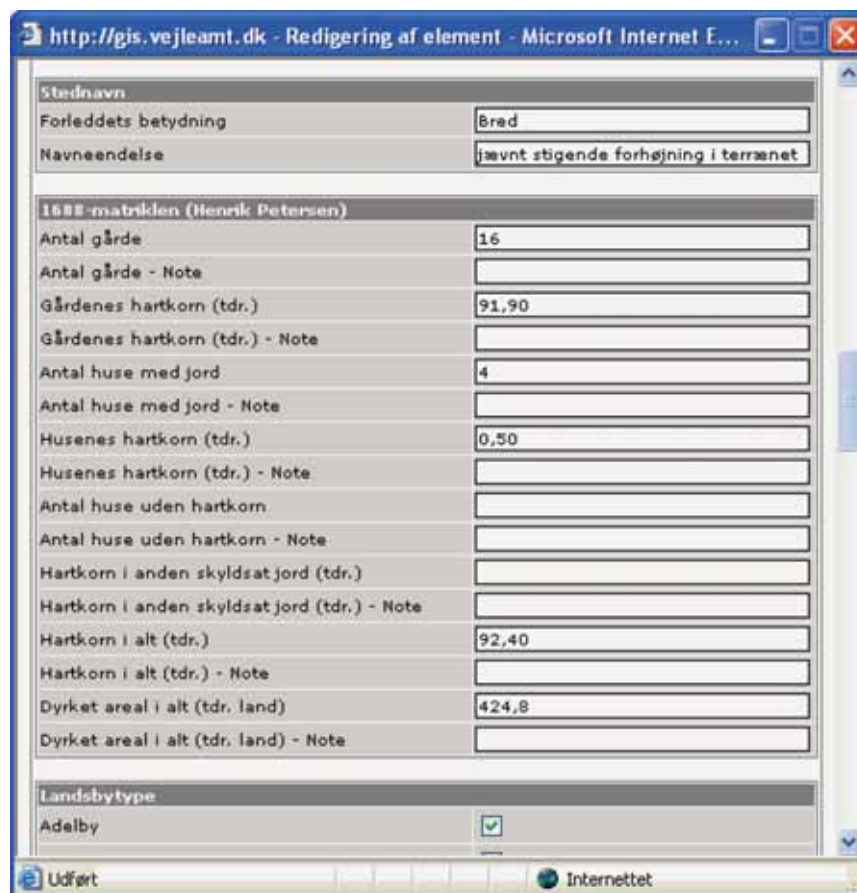 http://gis.vejleamt.dk - Redigering af element - Microsoft Internet E...
Stednavn
Forleddets betydning Bred
Navneendelse jævnt stigende forhøjning i terrænet
1688-matriklen (Henrik Petersen)
Antal gårde 16
Antal gårde - Note
Gårdenes hartkorn (tdr.) 91,90
Gårdenes hartkorn (tdr.) - Note
Antal huse med jord 4
Antal huse med jord - Note
Husenes hartkorn (tdr.) 0,50
Husenes hartkorn (tdr.) - Note
Antal huse uden hartkorn
Antal huse uden hartkorn - Note
Hartkorn i anden skyldsat jord (tdr.)
Hartkorn i anden skyldsat jord (tdr.) - Note
Hartkorn i alt (tdr.) 92,40
Hartkorn i alt (tdr.) - Note
Dyrket areal i alt (tdr. land) 424,8
Dyrket areal i alt (tdr. land) - Note
Landsbytype
Adelby
Udført Internettet